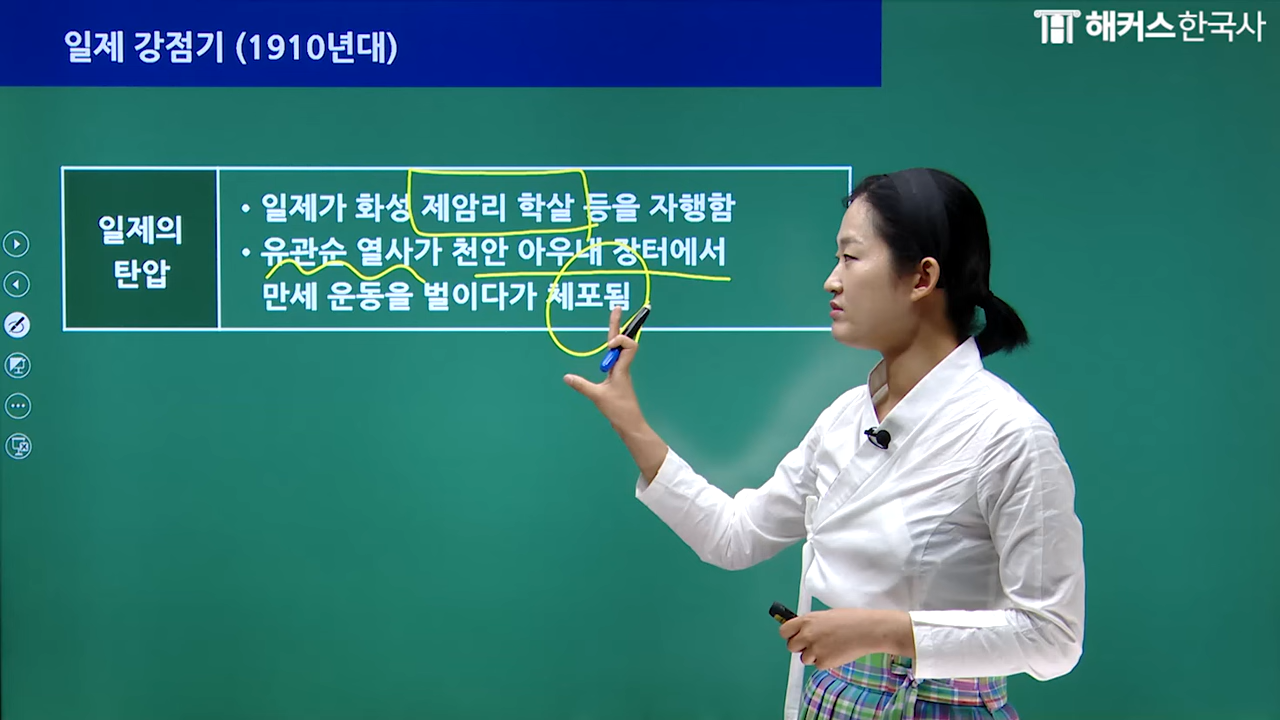 일제 강점기 (1910년대)
해커스한국사
일제의
탄압
• 일제가 화성 제암리 학살 등을 자행함
• 유관순 열사가 천안 아우내 장터에서
만세 운동을 벌이다가 체포됨